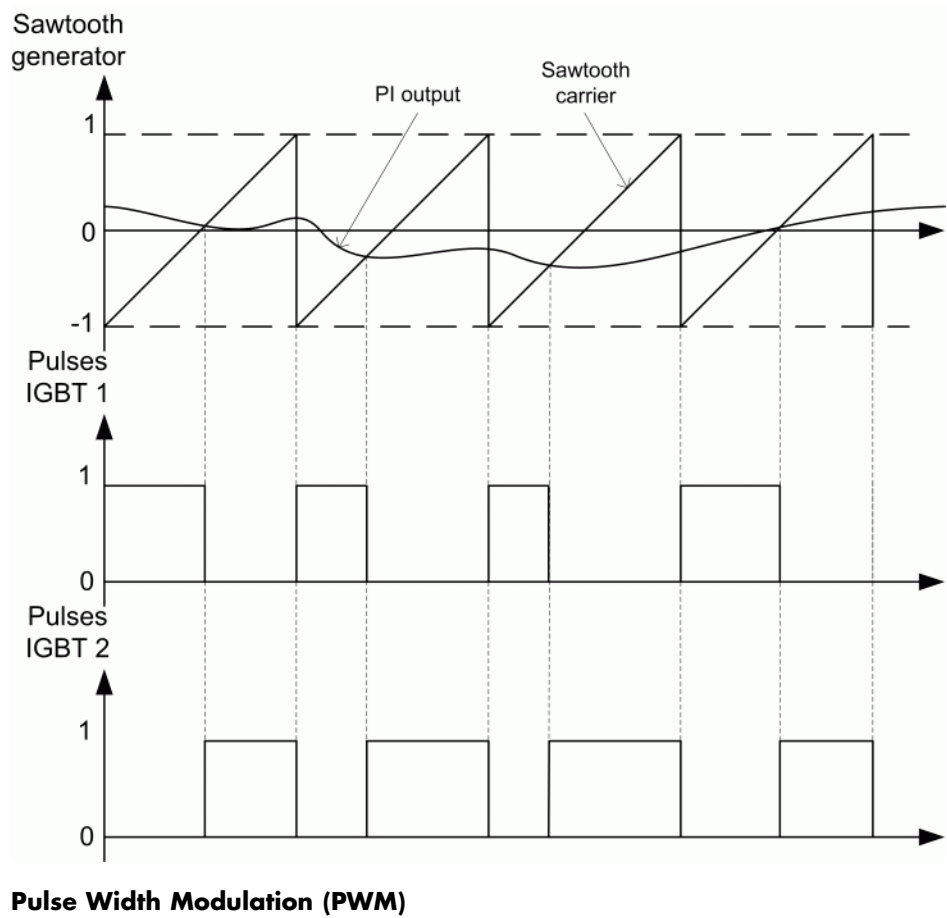 Sawtooth
generator
PI output
Sawtooth
carrier
1
0
-1
Pulses
IGBT 1
1
0
Pulses
IGBT 2
1
0
Pulse Width Modulation (PWM)